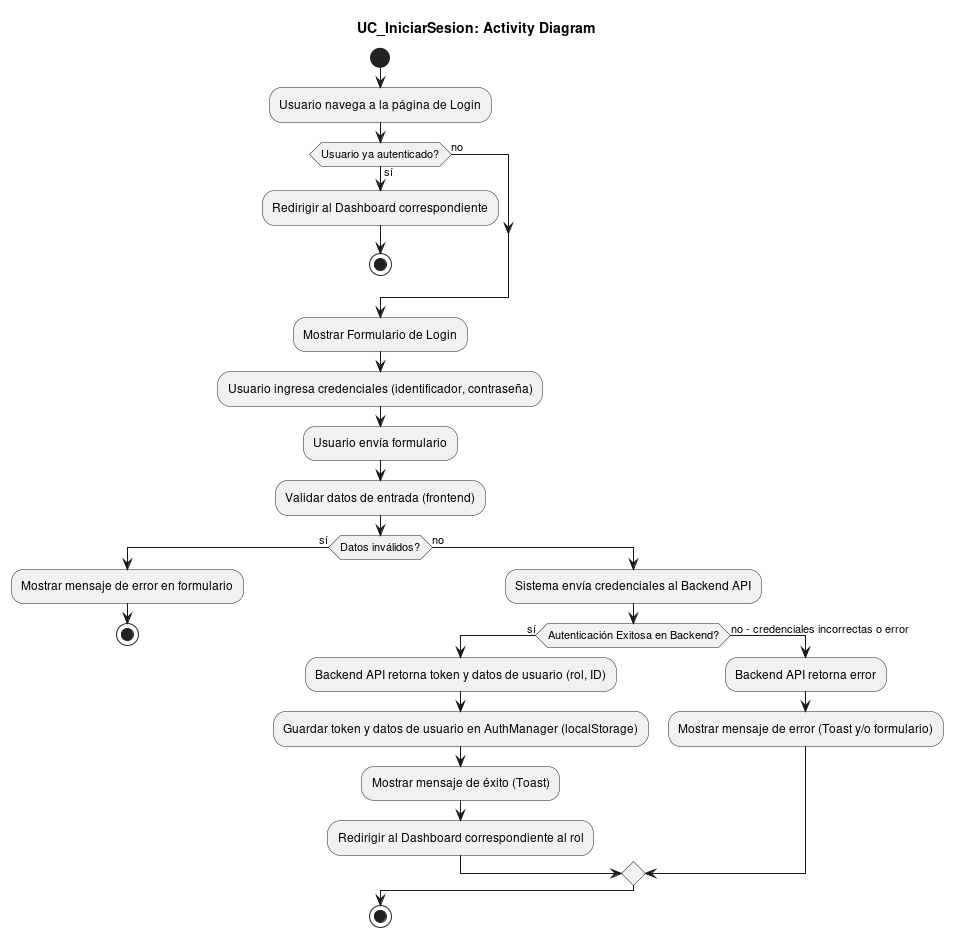 UC_IniciarSesion: Activity Diagram
Usuario navega a la página de Login
Usuario ya autenticado?
no
sí
Redirigir al Dashboard correspondiente
Mostrar Formulario de Login
Usuario ingresa credenciales (identificador, contraseña)
Usuario envía formulario
Validar datos de entrada (frontend)
sí
Datos inválidos?
no
Mostrar mensaje de error en formulario
Sistema envía credenciales al Backend API
sí
Autenticación Exitosa en Backend?
no - credenciales incorrectas o error
Backend API retorna token y datos de usuario (rol, ID)
Backend API retorna error
Guardar token y datos de usuario en AuthManager (localStorage)
Mostrar mensaje de error (Toast y/o formulario)
Mostrar mensaje de éxito (Toast)
Redirigir al Dashboard correspondiente al rol